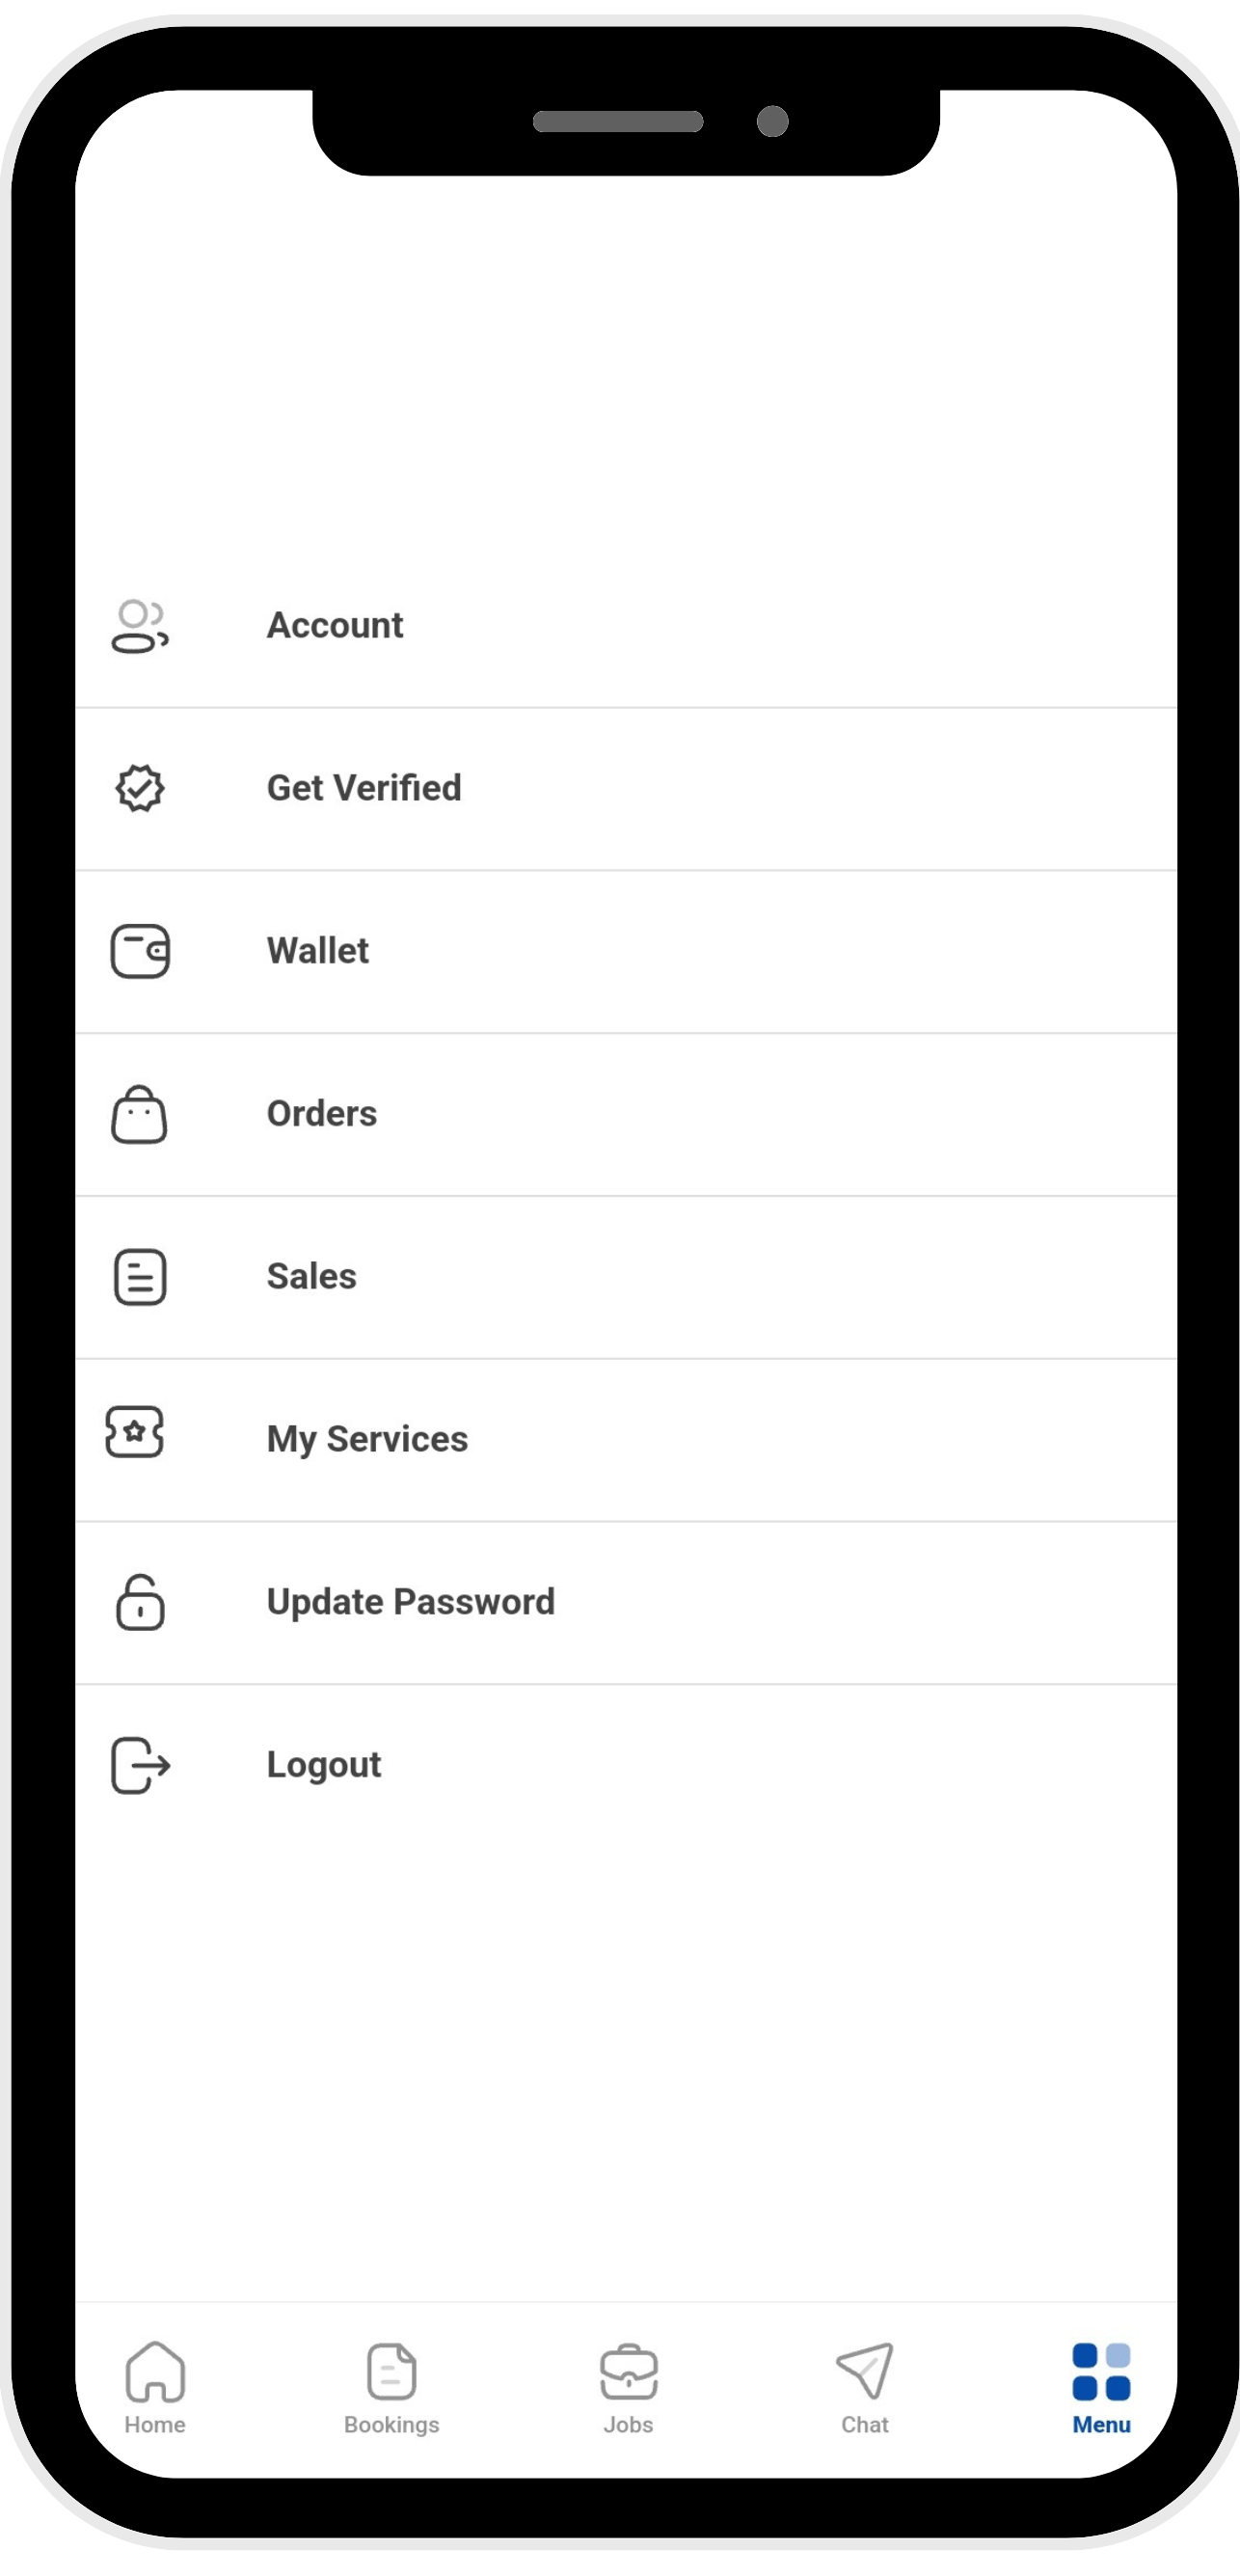 Account
Get Verified
Wallet
Orders
Sales
My Services
Update Password
Logout
Home
Bookings
Jobs
Chat
Menu